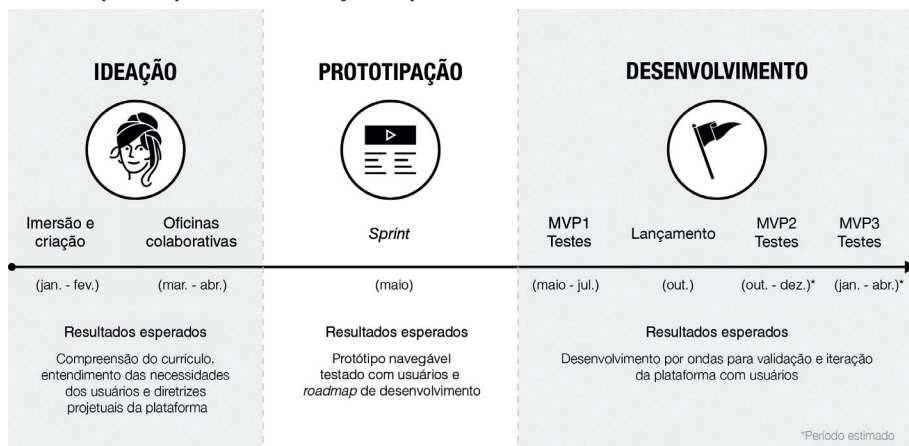 IDEAÇÃO
PROTOTIPAÇÃO
DESENVOLVIMENTO
Imersão e
criação
Oficinas
colaborativas
Sprint
MVP1
Testes
Lançamento
MVP2
Testes
MVP3
Testes
(jan. - fev.)
(mar. - abr.)
(maio)
(maio - jul.)
(out.)
(out. - dez.)*
(jan. - abr.)*
Resultados esperados
Compreensão do currículo,
entendimento das necessidades
dos usuários e diretrizes
projetuais da plataforma
Resultados esperados
Protótipo navegável
testado com usuários e
roadmap de desenvolvimento
Resultados esperados
Desenvolvimento por ondas para validação e iteração
da plataforma com usuários
*Período estimado